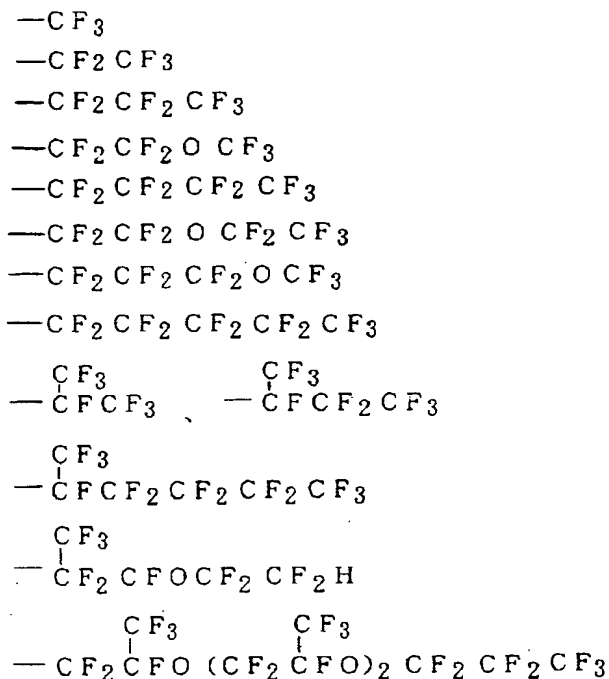 —CF3
—CF2CF3
—CF2CF2CF3
—CF2CF2OCF3
—CF2CF2CF2CF3
—CF2CF2OCF2CF3
—CF2CF2CF2OCF3
—CF2CF2CF2CF2CF3
CF3 CF3
—CFCF3 、 —CFCF2CF3
CF3
—CFCF2CF2CF2CF3
CF3
—CF2CFOCF2CF2H
CF3 CF3
—CF2CFO(CF2CFO)2CF2CF2CF3